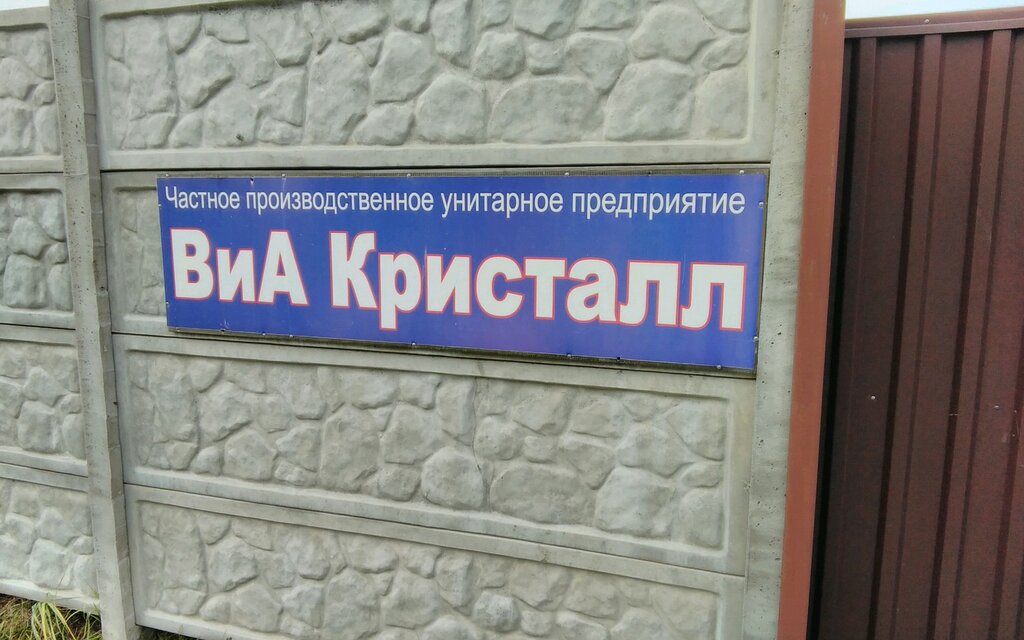 Частное производственное унитарное предприятие
ВиА Кристалл